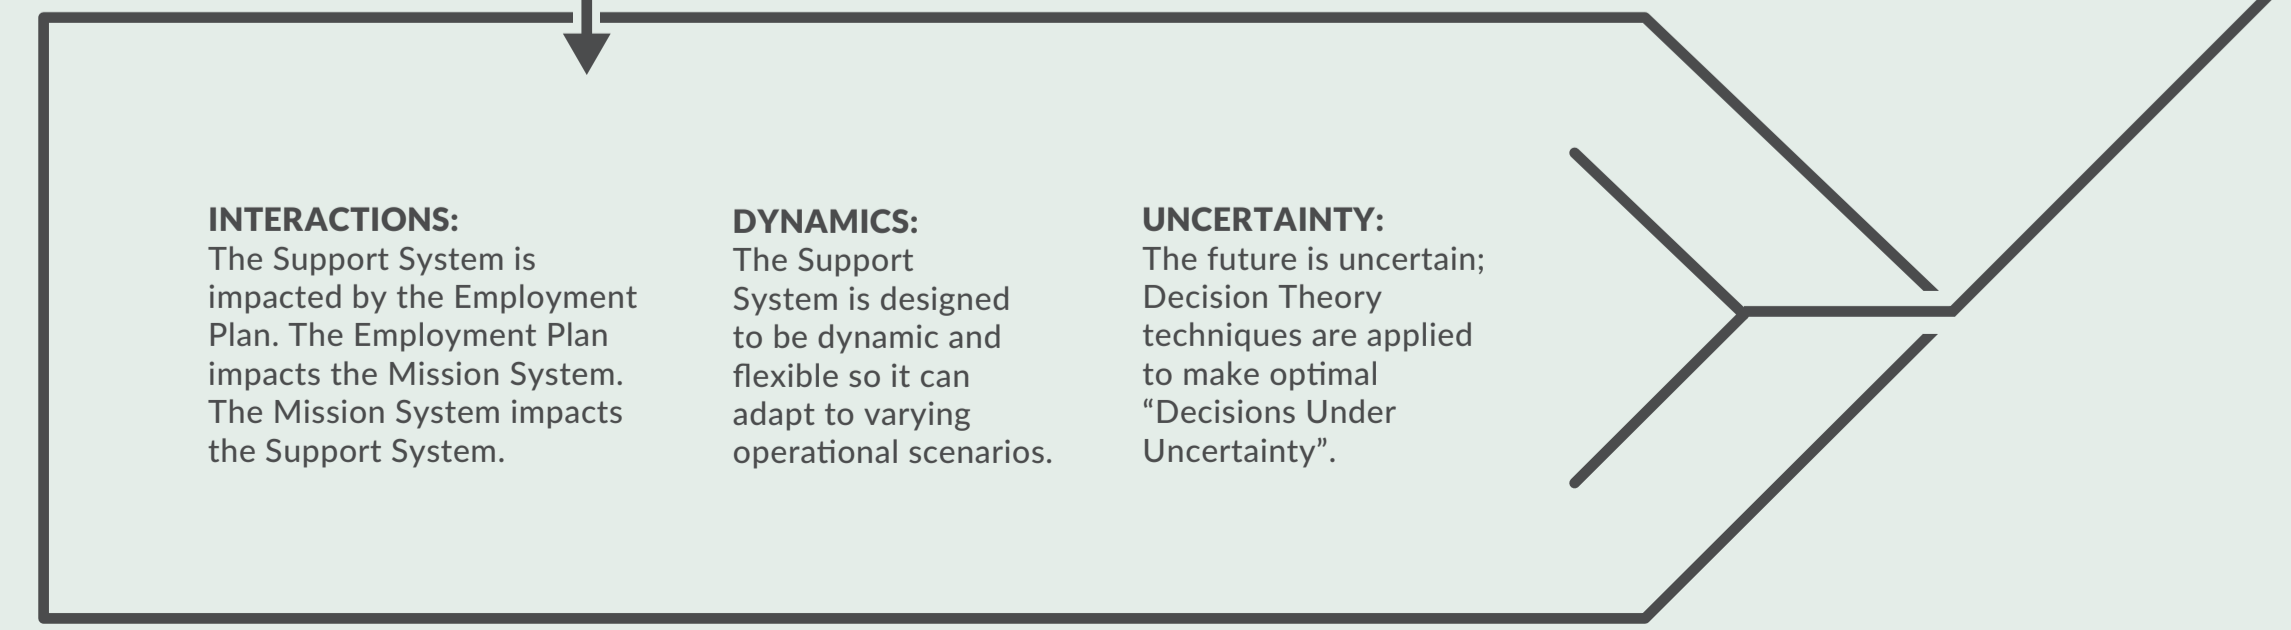 INTERACTIONS:
The Support System is
impacted by the Employment
Plan. The Employment Plan
impacts the Mission System.
The Mission System impacts
the Support System.
DYNAMICS:
The Support
System is designed
to be dynamic and
flexible so it can
adapt to varying
operational scenarios.
UNCERTAINTY:
The future is uncertain;
Decision Theory
techniques are applied
to make optimal
“Decisions Under
Uncertainty”.